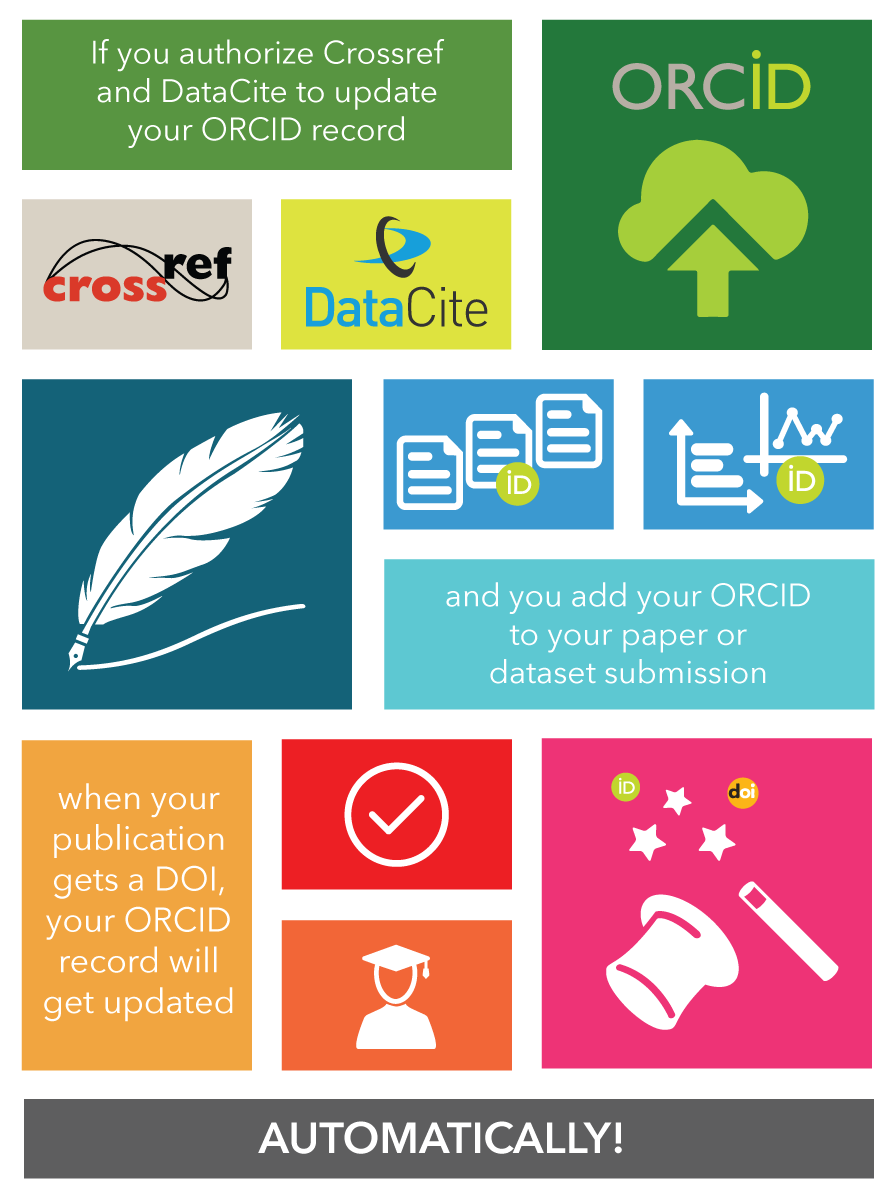 If you authorize Crossref
and DataCite to update
your ORCID record
ORCiD
crossref
DataCite
iD
iD
and you add your ORCID
to your paper or
dataset submission
when your
publication
gets a DOI,
your ORCID
record will
get updated
iD
doi
AUTOMATICALLY!